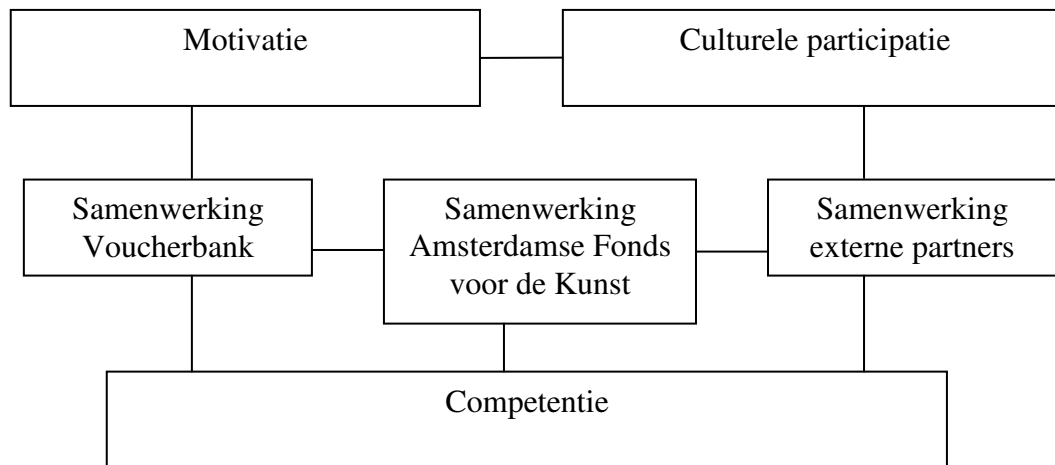 Motivatie
Culturele participatie
Samenwerking
Voucherbank
Samenwerking
Amsterdamse Fonds
voor de Kunst
Samenwerking
externe partners
Competentie